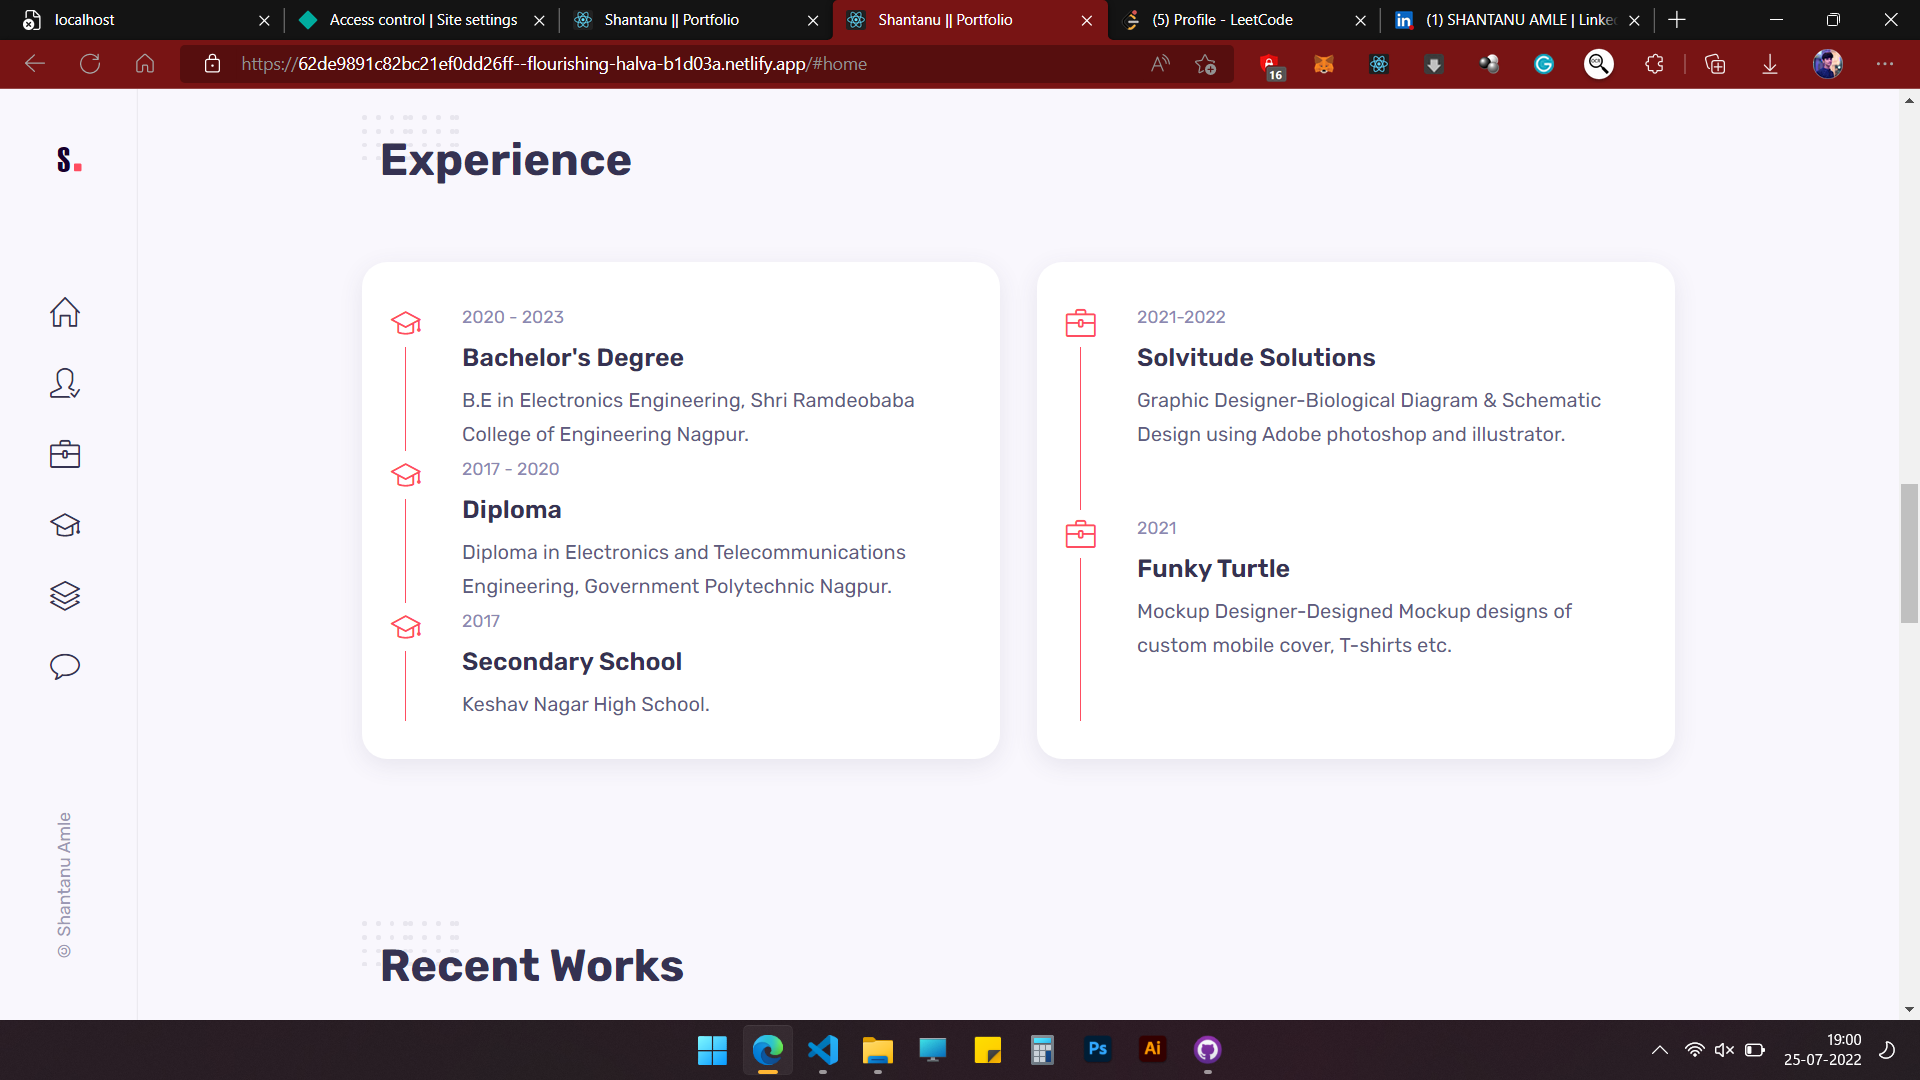 localhost
Access control | Site settings
Shantanu || Portfolio
Shantanu || Portfolio
(5) Profile - LeetCode
(1) SHANTANU AMLE | Linke
https://62de9891c82bc21ef0dd26ff--flourishing-halva-b1d03a.netlify.app/#home
16
S.
Experience
2020 - 2023
Bachelor's Degree
B.E in Electronics Engineering, Shri Ramdeobaba
College of Engineering Nagpur.
2017 - 2020
Diploma
Diploma in Electronics and Telecommunications
Engineering, Government Polytechnic Nagpur.
2017
Secondary School
Keshav Nagar High School.
2021-2022
Solvitude Solutions
Graphic Designer-Biological Diagram & Schematic
Design using Adobe photoshop and illustrator.
2021
Funky Turtle
Mockup Designer-Designed Mockup designs of
custom mobile cover, T-shirts etc.
© Shantanu Amle
Recent Works
Ps
Ai
19:00
25-07-2022